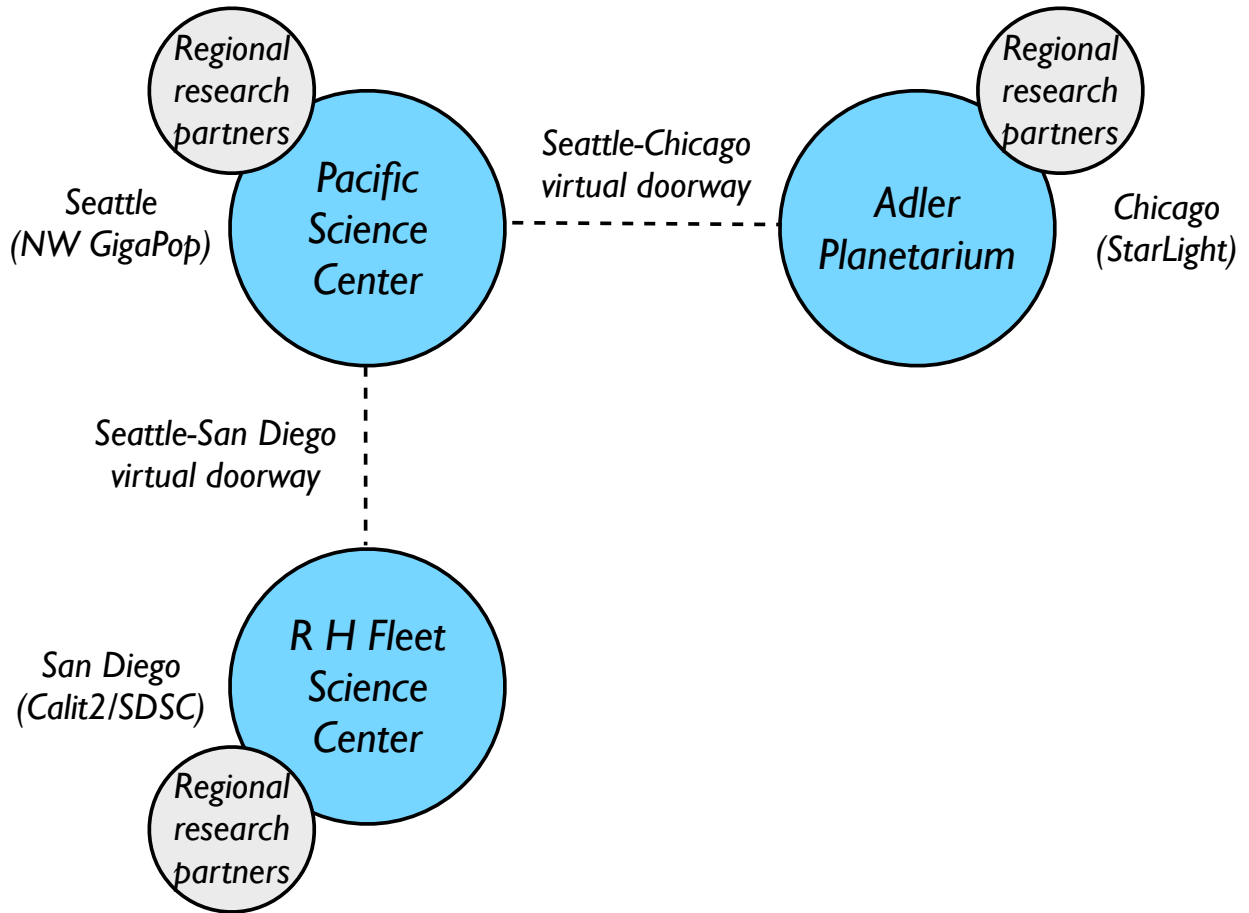 Regional
research
partners
Pacific
Science
Center
Seattle
(NW GigaPop)
Seattle-Chicago
virtual doorway
Regional
research
partners
Adler
Planetarium
Chicago
(StarLight)
Seattle-San Diego
virtual doorway
R H Fleet
Science
Center
San Diego
(Calit2/SDSC)
Regional
research
partners